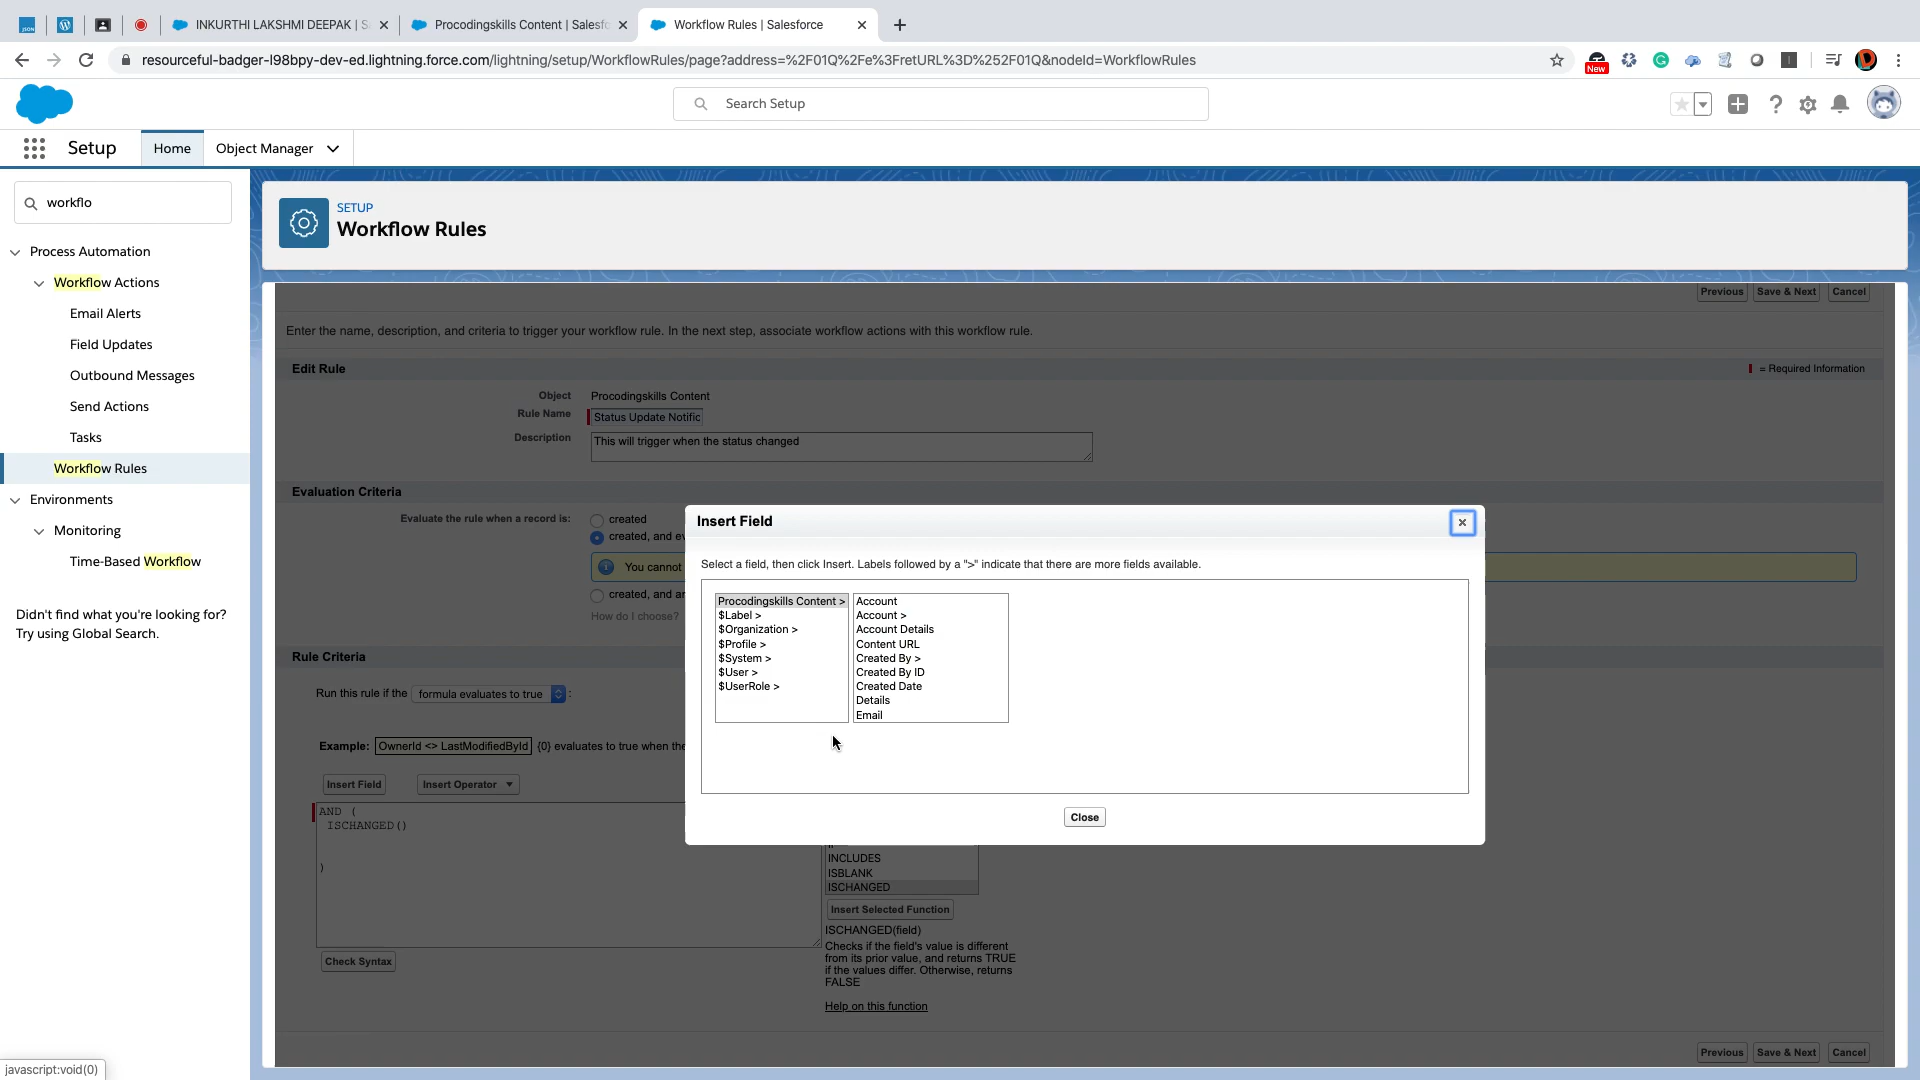 INKURTHI LAKSHMI DEEPAK | S
Procodingskills Content | Salesfo
Workflow Rules | Salesforce
resourceful-badger-l98bpy-dev-ed.lightning.force.com/lightning/setup/WorkflowRules/page?address=%2F01Q%2Fe%3FretURL%3D%252F01Q&nodeId=WorkflowRules
New
Search Setup
Setup
Home
Object Manager
workflo
Process Automation
Workflow Actions
Email Alerts
Field Updates
Outbound Messages
Send Actions
Tasks
Workflow Rules
Environments
Monitoring
Time-Based Workflow
Didn't find what you're looking for?
Try using Global Search.
SETUP
Workflow Rules
Previous
Save & Next
Cancel
Enter the name, description, and criteria to trigger your workflow rule. In the next step, associate workflow actions with this workflow rule.
Edit Rule
= Required Information
Object
Procodingskills Content
Rule Name
Status Update Notific
Description
This will trigger when the status changed
Evaluation Criteria
Evaluate the rule when a record is:
created
created, and ev
You cannot
created, and an
How do I choose?
Rule Criteria
Run this rule if the
formula evaluates to true
:
Example:
OwnerId <> LastModifiedById
{0} evaluates to true when the
Insert Field
Insert Operator
AND (
ISCHANGED()
)
Check Syntax
Insert Field
Select a field, then click Insert. Labels followed by a ">" indicate that there are more fields available.
Procodingskills Content >
$Label >
$Organization >
$Profile >
$System >
$User >
$UserRole >
Account
Account >
Account Details
Content URL
Created By >
Created By ID
Created Date
Details
Email
Close
INCLUDES
ISBLANK
ISCHANGED
Insert Selected Function
ISCHANGED(field)
Checks if the field's value is different
from its prior value, and returns TRUE
if the values differ. Otherwise, returns
FALSE
Help on this function
Previous
Save & Next
Cancel
javascript:void(0)